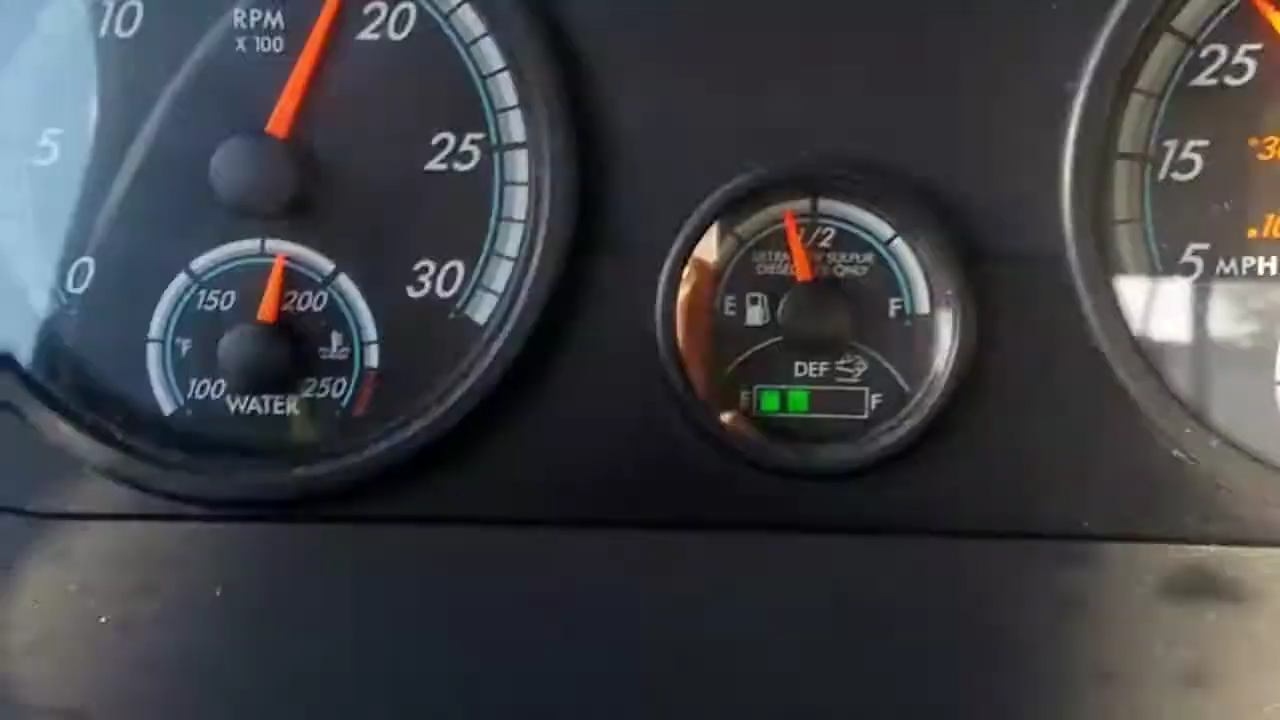 10
RPM
X 100
20
5
25
0
30
150
200
°F
100
WATER
250
1/2
ULTRA LOW SULFUR
DIESEL FUEL ONLY
E
F
DEF
E
F
25
15
5
MPH